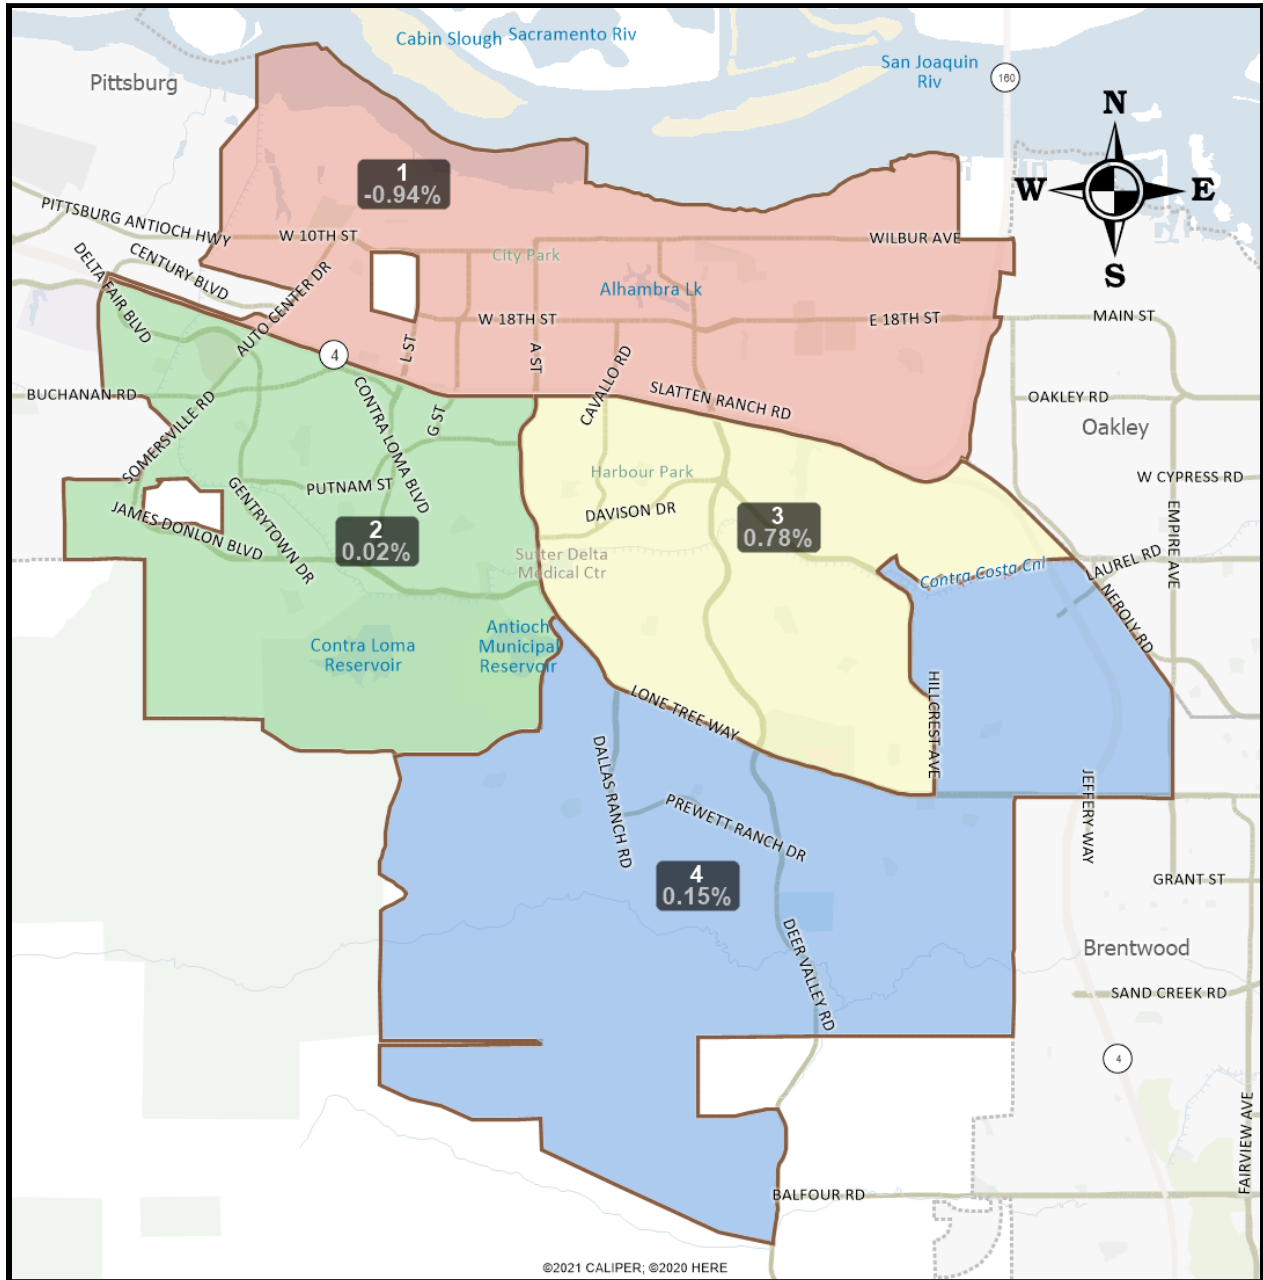 Cabin Slough
Sacramento Riv
San Joaquin
Riv
160
Pittsburg
N
W
E
S
1
-0.94%
PITTSBURG ANTIOCH HWY
W 10TH ST
WILBUR AVE
City Park
CENTURY BLVD
DELTA FAIR BLVD
AUTO CENTER DR
Alhambra Lk
W 18TH ST
E 18TH ST
MAIN ST
4
L ST
A ST
CAVALLO RD
SLATTEN RANCH RD
BUCHANAN RD
CONTRA LOMA BLVD
G ST
OAKLEY RD
Oakley
SOMERSVILLE RD
Harbour Park
W CYPRESS RD
PUTNAM ST
GENTRYTOWN DR
DAVISON DR
3
0.78%
JAMES DONLON BLVD
2
0.02%
EMPIRE AVE
Sutter Delta
Medical Ctr
Contra Costa Cnl
LAUREL RD
NEROLY RD
Contra Loma
Reservoir
Antioch
Municipal
Reservoir
LONE TREE WAY
HILLCREST AVE
DALLAS RANCH RD
PREWETT RANCH DR
JEFFERY WAY
4
0.15%
GRANT ST
DEER VALLEY RD
Brentwood
SAND CREEK RD
4
FAIRVIEW AVE
BALFOUR RD
©2021 CALIPER; ©2020 HERE